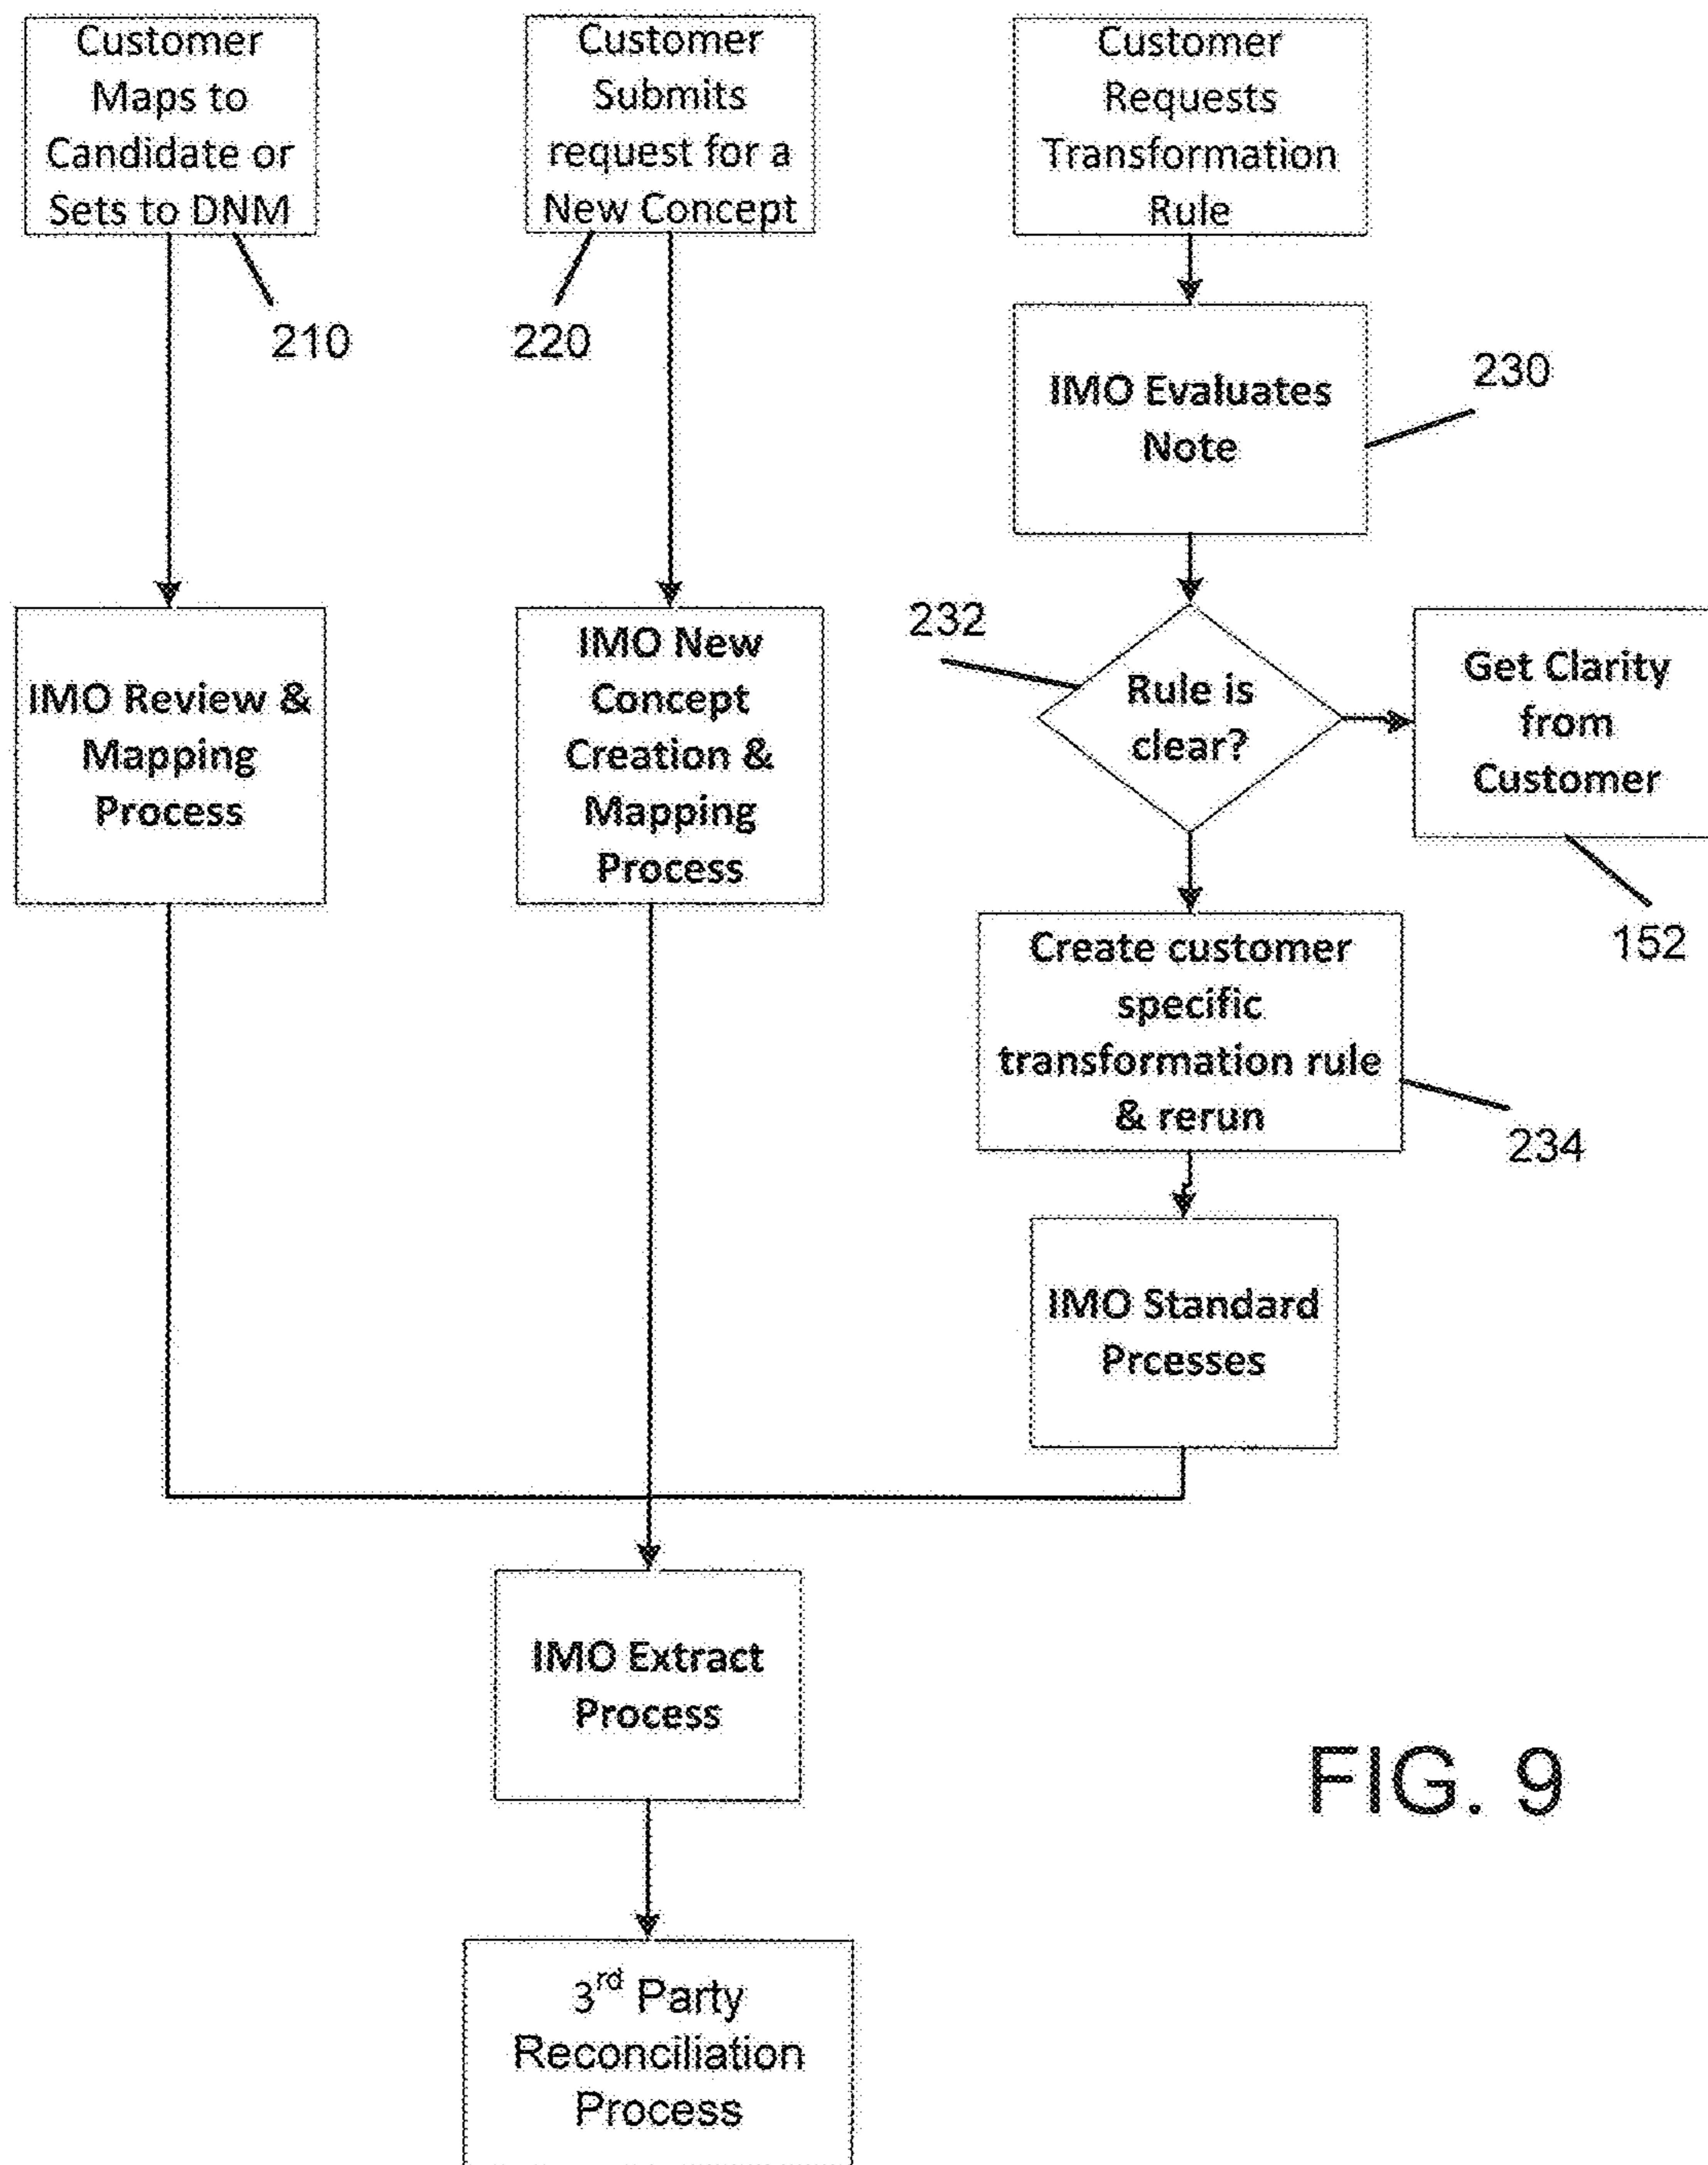 Customer
Maps to
Candidate or
Sets to DNM
210
Customer
Submits
request for a
New Concept
220
Customer
Requests
Transformation
Rule
IMO Evaluates
Note
230
IMO Review &
Mapping
Process
IMO New
Concept
Creation &
Mapping
Process
232
Rule is
clear?
Get Clarity
from
Customer
152
Create customer
specific
transformation rule
& rerun
234
IMO Standard
Prcesses
IMO Extract
Process
3rd Party
Reconciliation
Process
FIG. 9